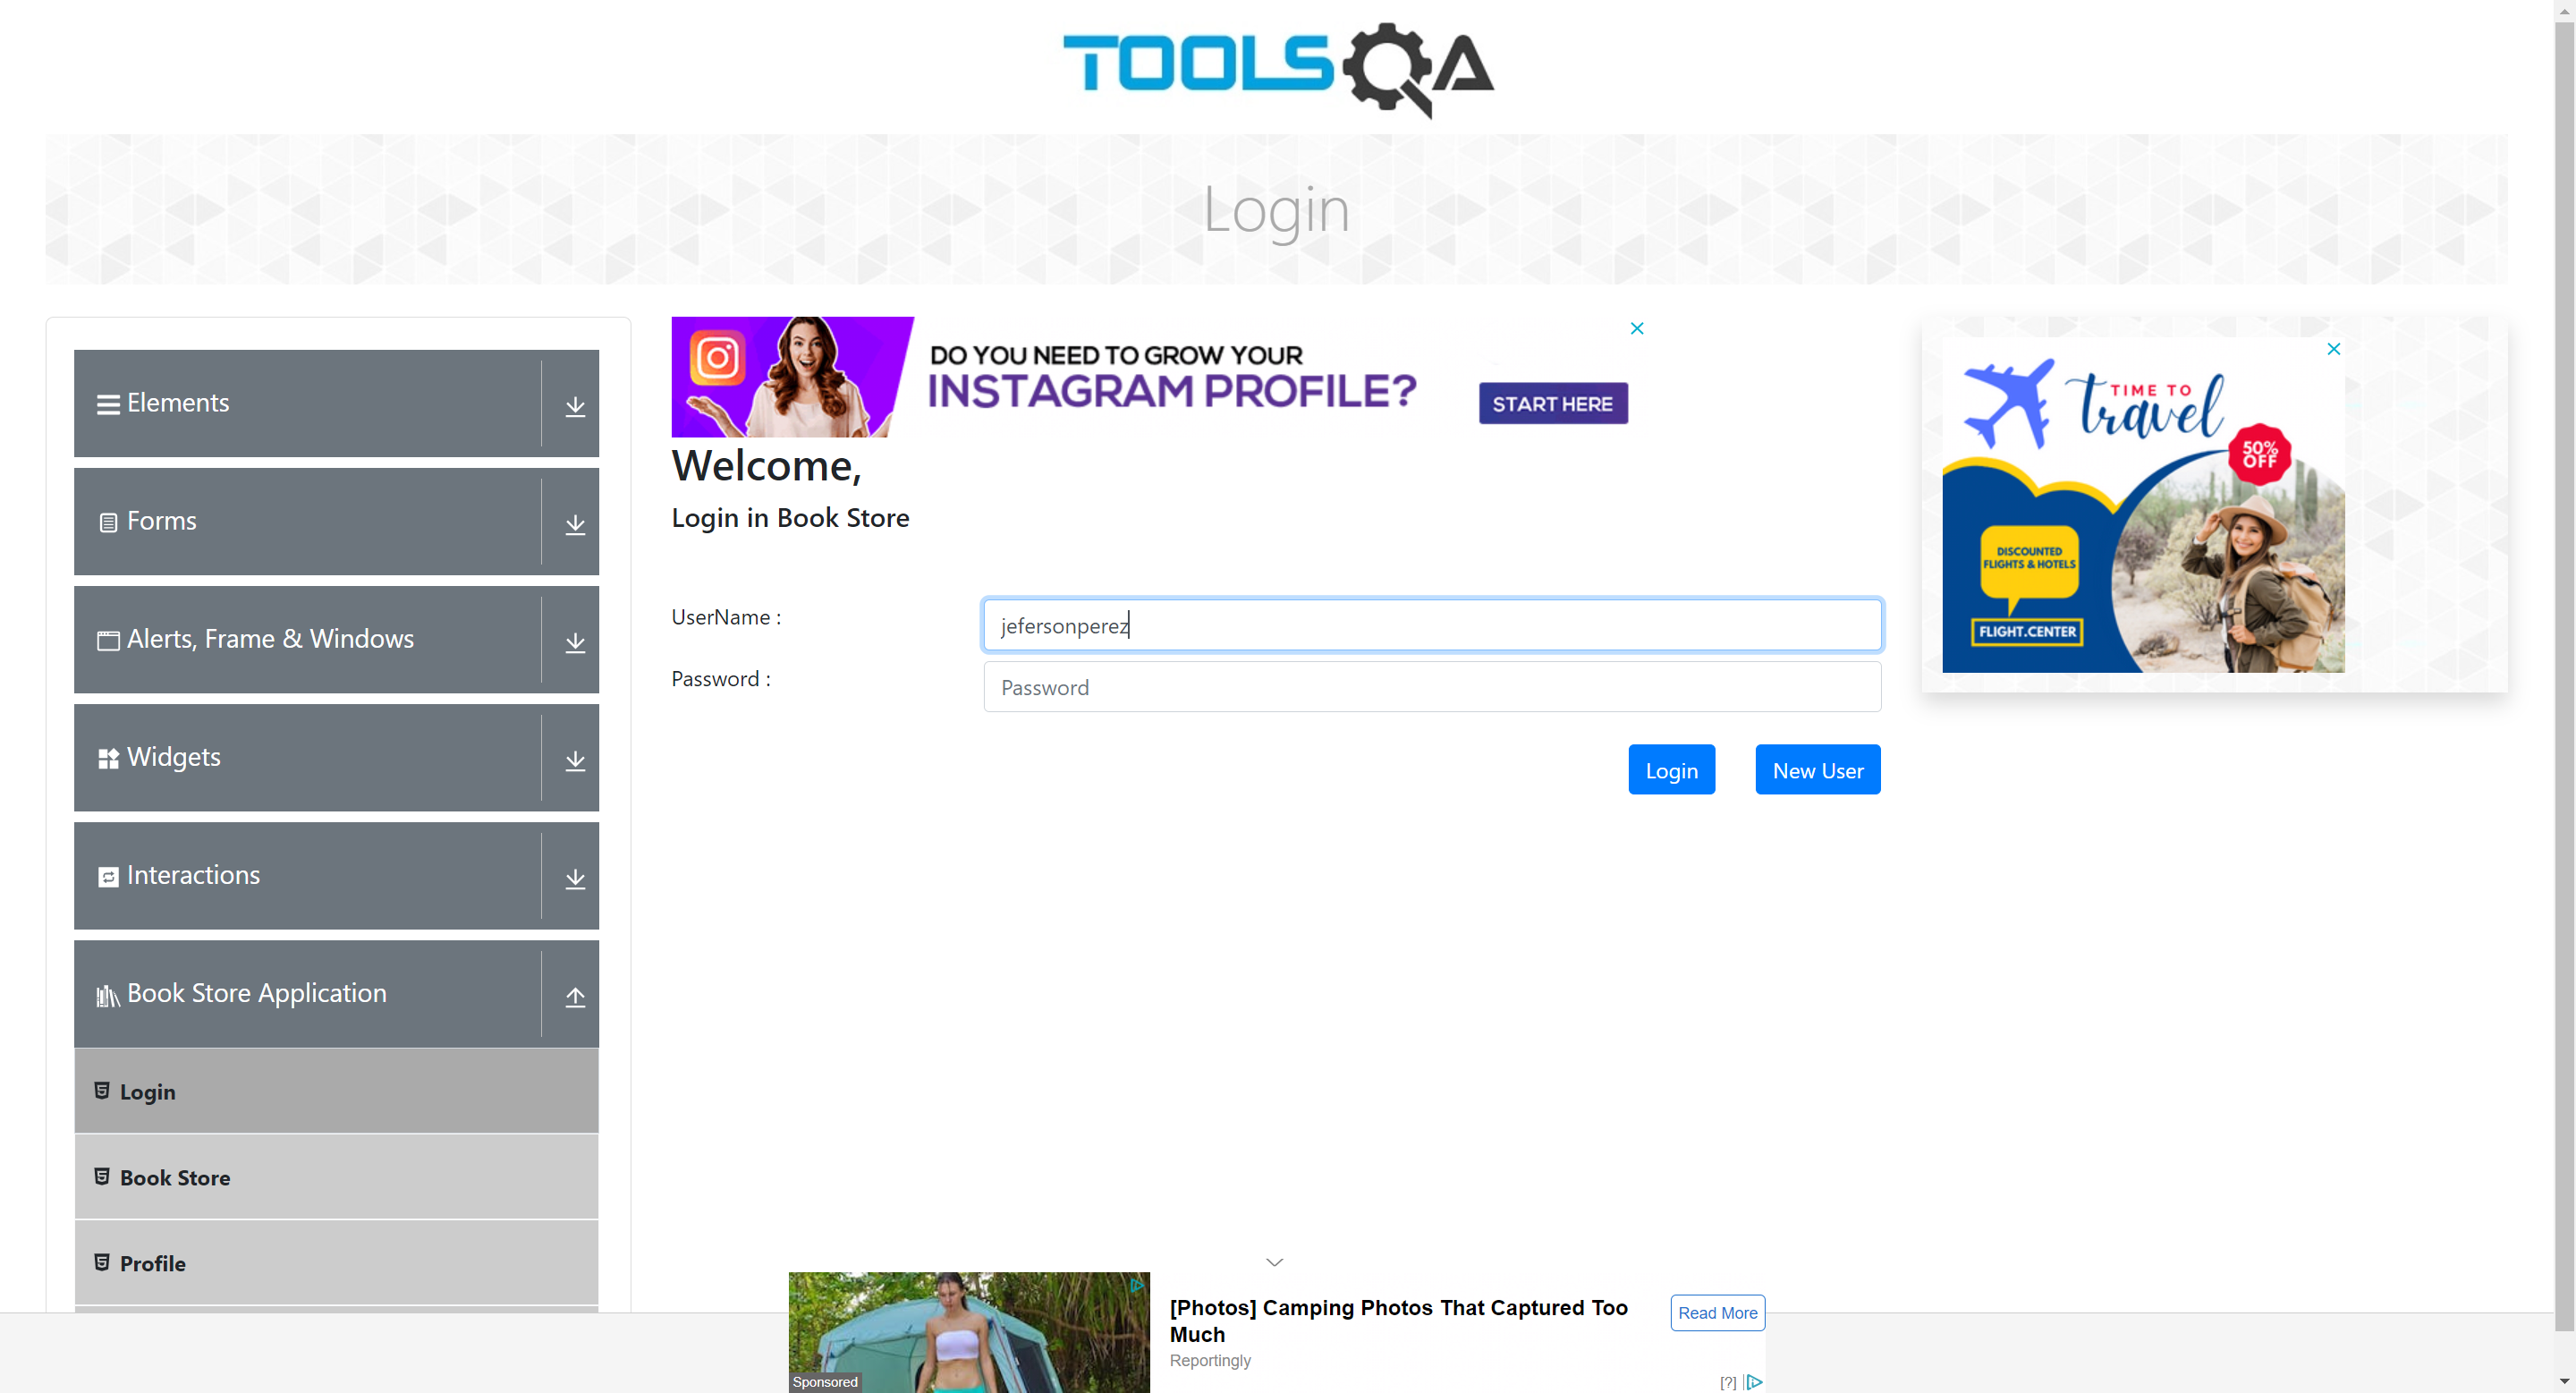 TOOLSQA
Login
Elements
Forms
Alerts, Frame & Windows
Widgets
Interactions
Book Store Application
Login
Book Store
Profile
DO YOU NEED TO GROW YOUR
INSTAGRAM PROFILE?
START HERE
Welcome,
Login in Book Store
UserName :
jefersonperez
Password :
Password
Login
New User
TIME TO
travel
50%
OFF
DISCOUNTED
FLIGHTS & HOTELS
FLIGHT.CENTER
Sponsored
[Photos] Camping Photos That Captured Too
Much
Reportingly
Read More
[?]